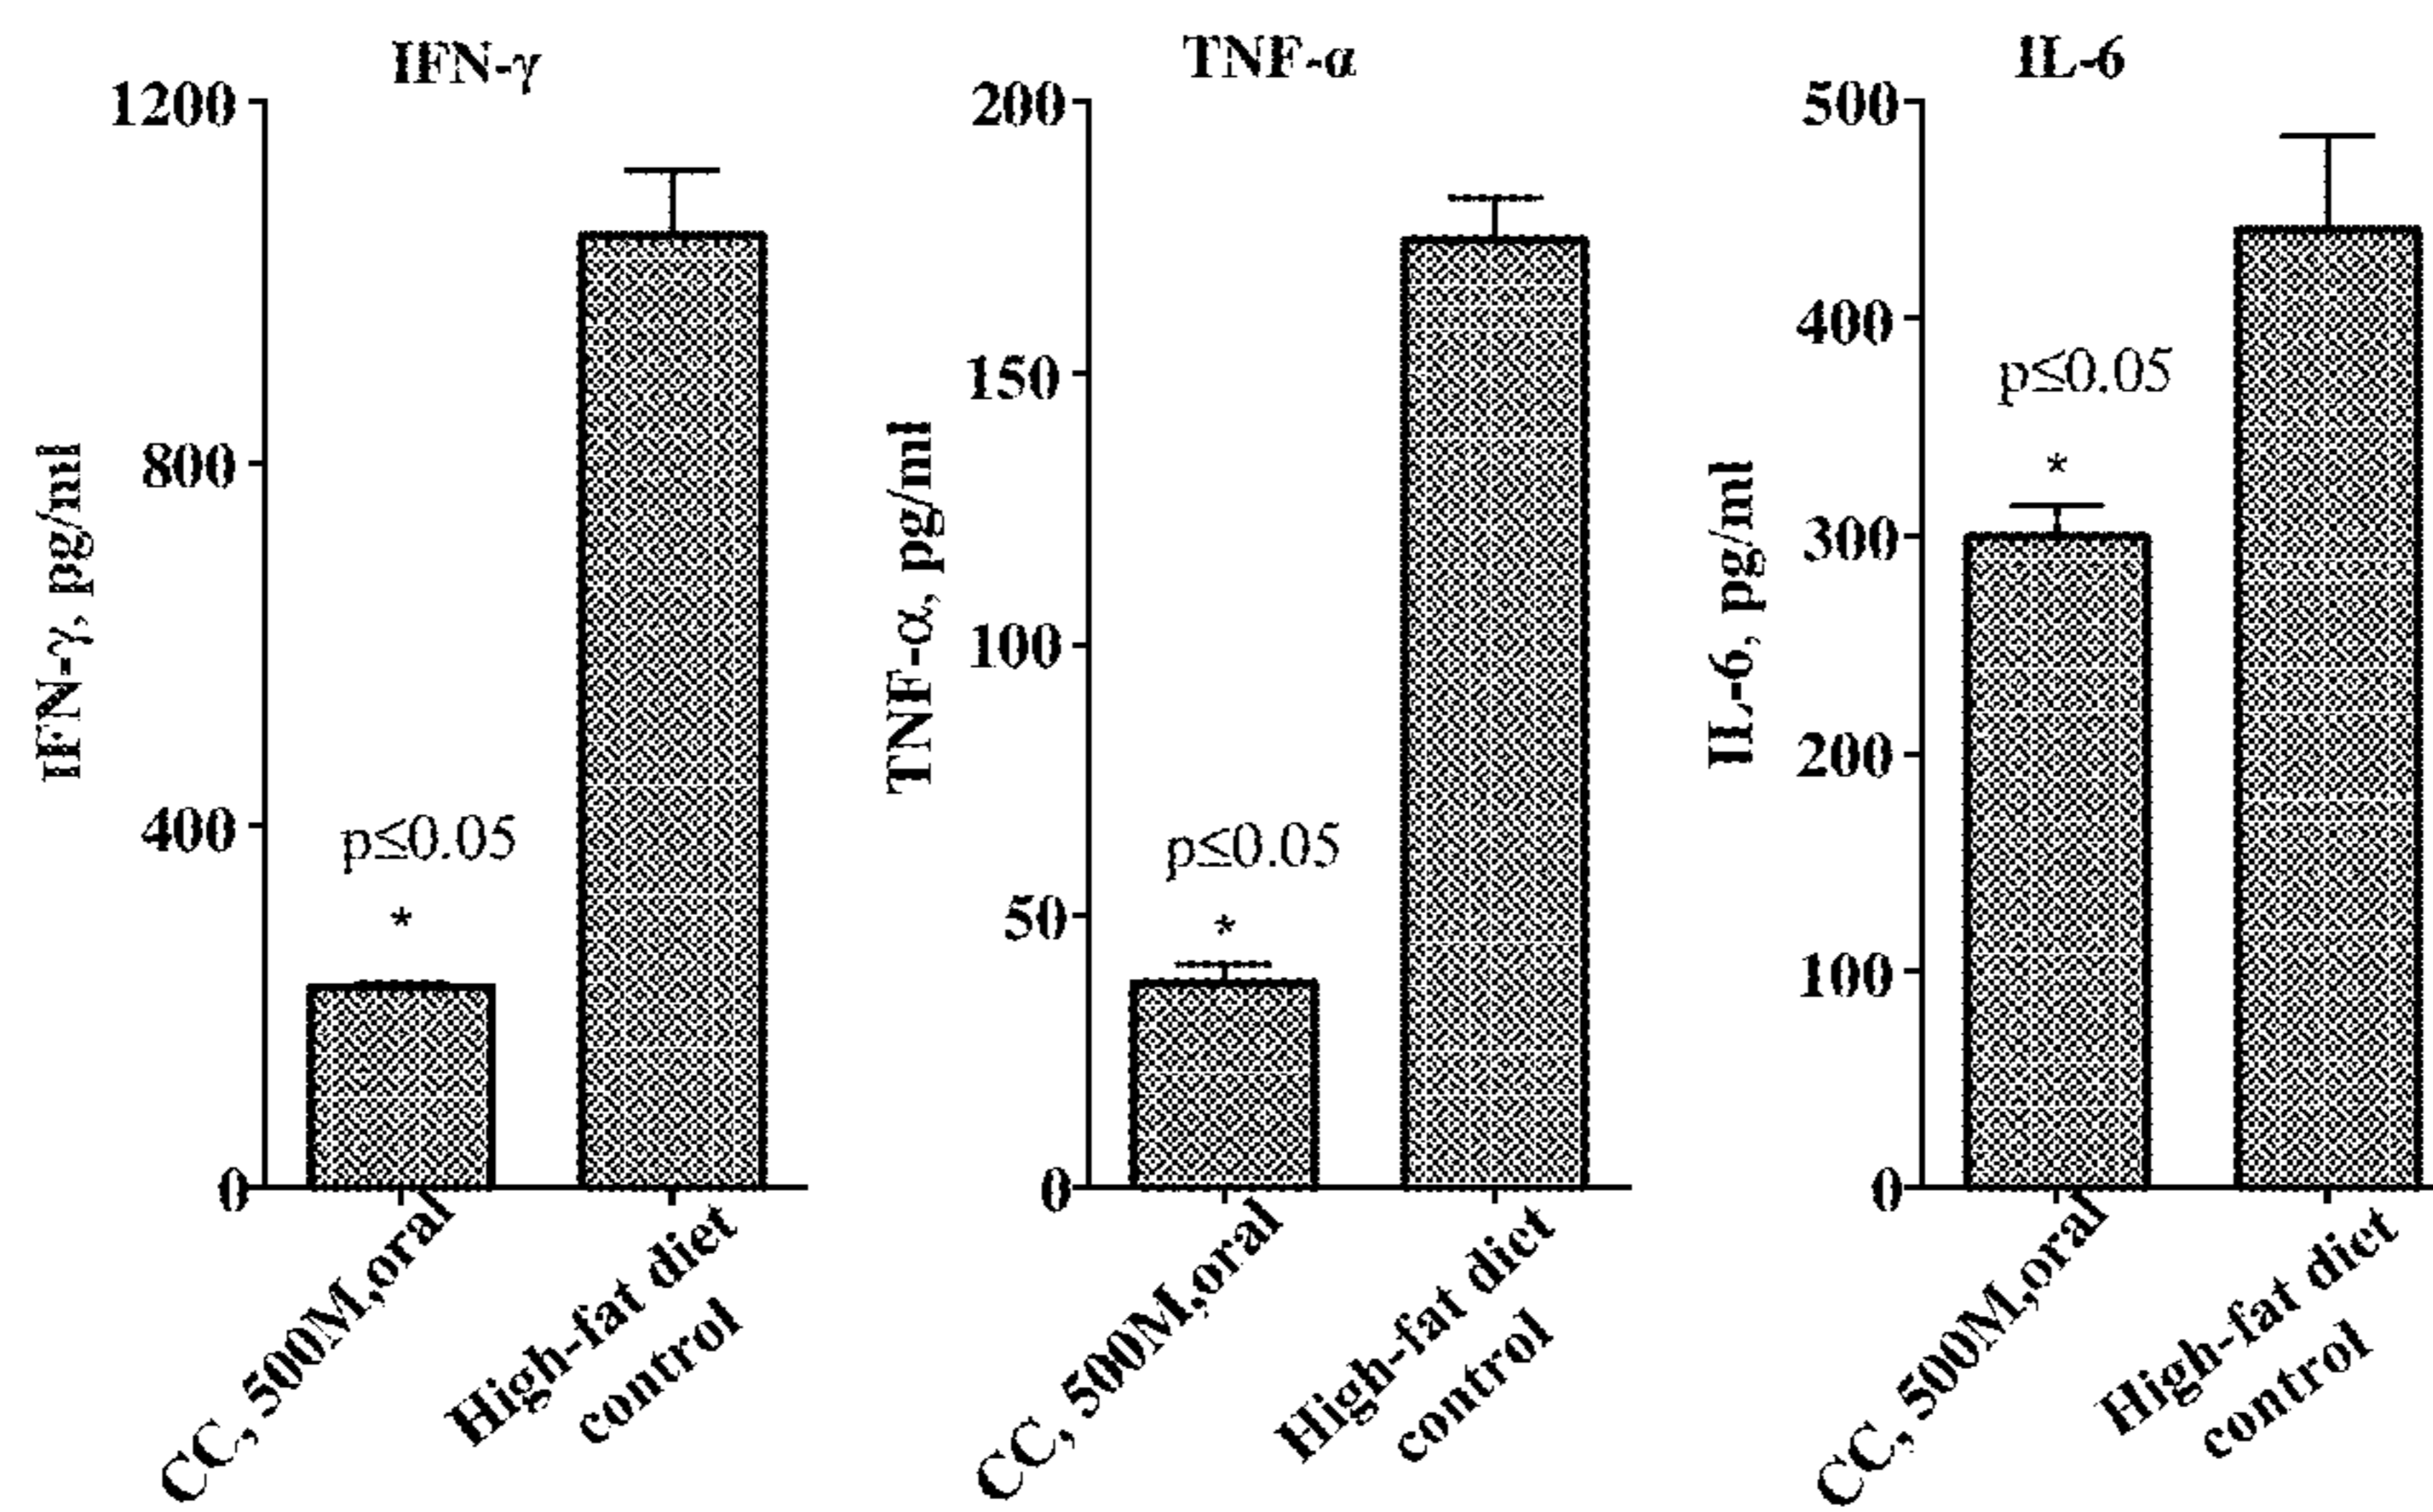 IFN-γ
1200
800
400
0
IFN-γ, pg/ml
p≤0.05
*
CC, 500M,oral
High-fat diet
control
TNF-α
200
150
100
50
0
TNF-α, pg/ml
p≤0.05
*
CC, 500M,oral
High-fat diet
control
IL-6
500
400
300
200
100
0
IL-6, pg/ml
p≤0.05
*
CC, 500M,oral
High-fat diet
control